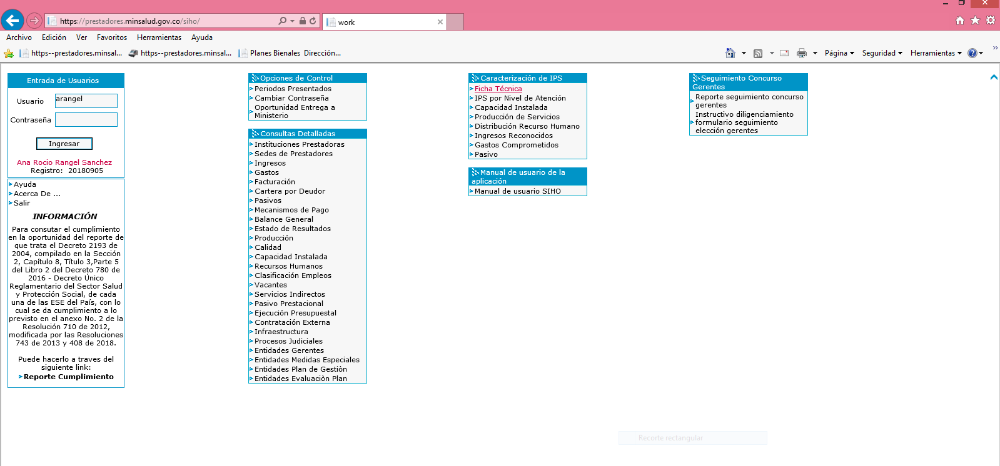 https://prestadores.minsalud.gov.co/siho/
work
Archivo Edición Ver Favoritos Herramientas Ayuda
https--prestadores.minsal... https--prestadores.minsal... Planes Bienales Dirección...
Página Seguridad Herramientas
Entrada de Usuarios
Usuario arangel
Contraseña
Ingresar
Ana Rocio Rangel Sanchez
Registro: 20180905
Ayuda
Acerca De ...
Salir
INFORMACIÓN
Para consutar el cumplimiento
en la oportunidad del reporte de
que trata el Decreto 2193 de
2004, compilado en la Sección
2, Capítulo 8, Título 3,Parte 5
del Libro 2 del Decreto 780 de
2016 - Decreto Único
Reglamentario del Sector Salud
y Protección Social, de cada
una de las ESE del País, con lo
cual se da cumplimiento a lo
previsto en el anexo No. 2 de la
Resolución 710 de 2012,
modificada por las Resoluciones
743 de 2013 y 408 de 2018.
Puede hacerlo a traves del
siguiente link:
Reporte Cumplimiento
Opciones de Control
Periodos Presentados
Cambiar Contraseña
Oportunidad Entrega a
Ministerio
Consultas Detalladas
Instituciones Prestadoras
Sedes de Prestadores
Ingresos
Gastos
Facturación
Cartera por Deudor
Pasivos
Mecanismos de Pago
Balance General
Estado de Resultados
Producción
Calidad
Capacidad Instalada
Recursos Humanos
Clasificación Empleos
Vacantes
Servicios Indirectos
Pasivo Prestacional
Ejecución Presupuestal
Contratación Externa
Infraestructura
Procesos Judiciales
Entidades Gerentes
Entidades Medidas Especiales
Entidades Plan de Gestiòn
Entidades Evaluaciòn Plan
Caracterización de IPS
Ficha Técnica
IPS por Nivel de Atención
Capacidad Instalada
Producción de Servicios
Distribución Recurso Humano
Ingresos Reconocidos
Gastos Comprometidos
Pasivo
Manual de usuario de la
aplicación
Manual de usuario SIHO
Seguimiento Concurso
Gerentes
Reporte seguimiento concurso
gerentes
Instructivo diligenciamiento
formulario seguimiento
elección gerentes
Recorte rectangular